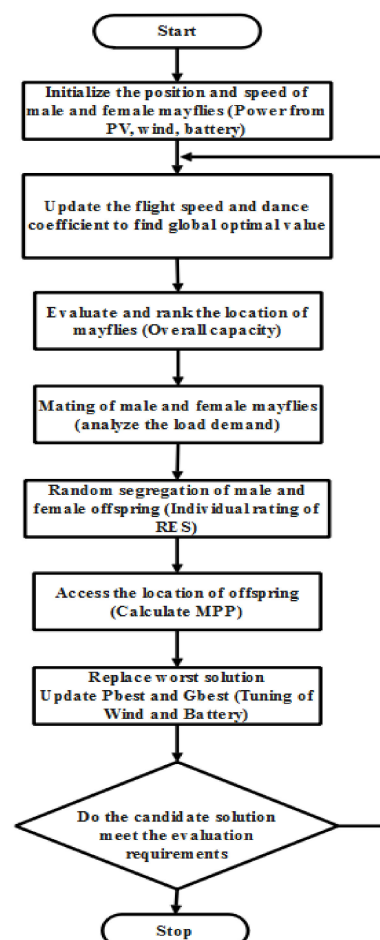 Start
Initialize the position and speed of
male and female mayflies (Power from
PV, wind, battery)
Update the flight speed and dance
coefficient to find global optimal value
Evaluate and rank the location of
mayflies (Overall capacity)
Mating of male and female mayflies
(analyze the load demand)
Random segregation of male and
female offspring (Individual rating of
RES)
Access the location of offspring
(Calculate MPP)
Replace worst solution
Update Pbest and Gbest (Tuning of
Wind and Battery)
Do the candidate solution
meet the evaluation
requirements
Stop